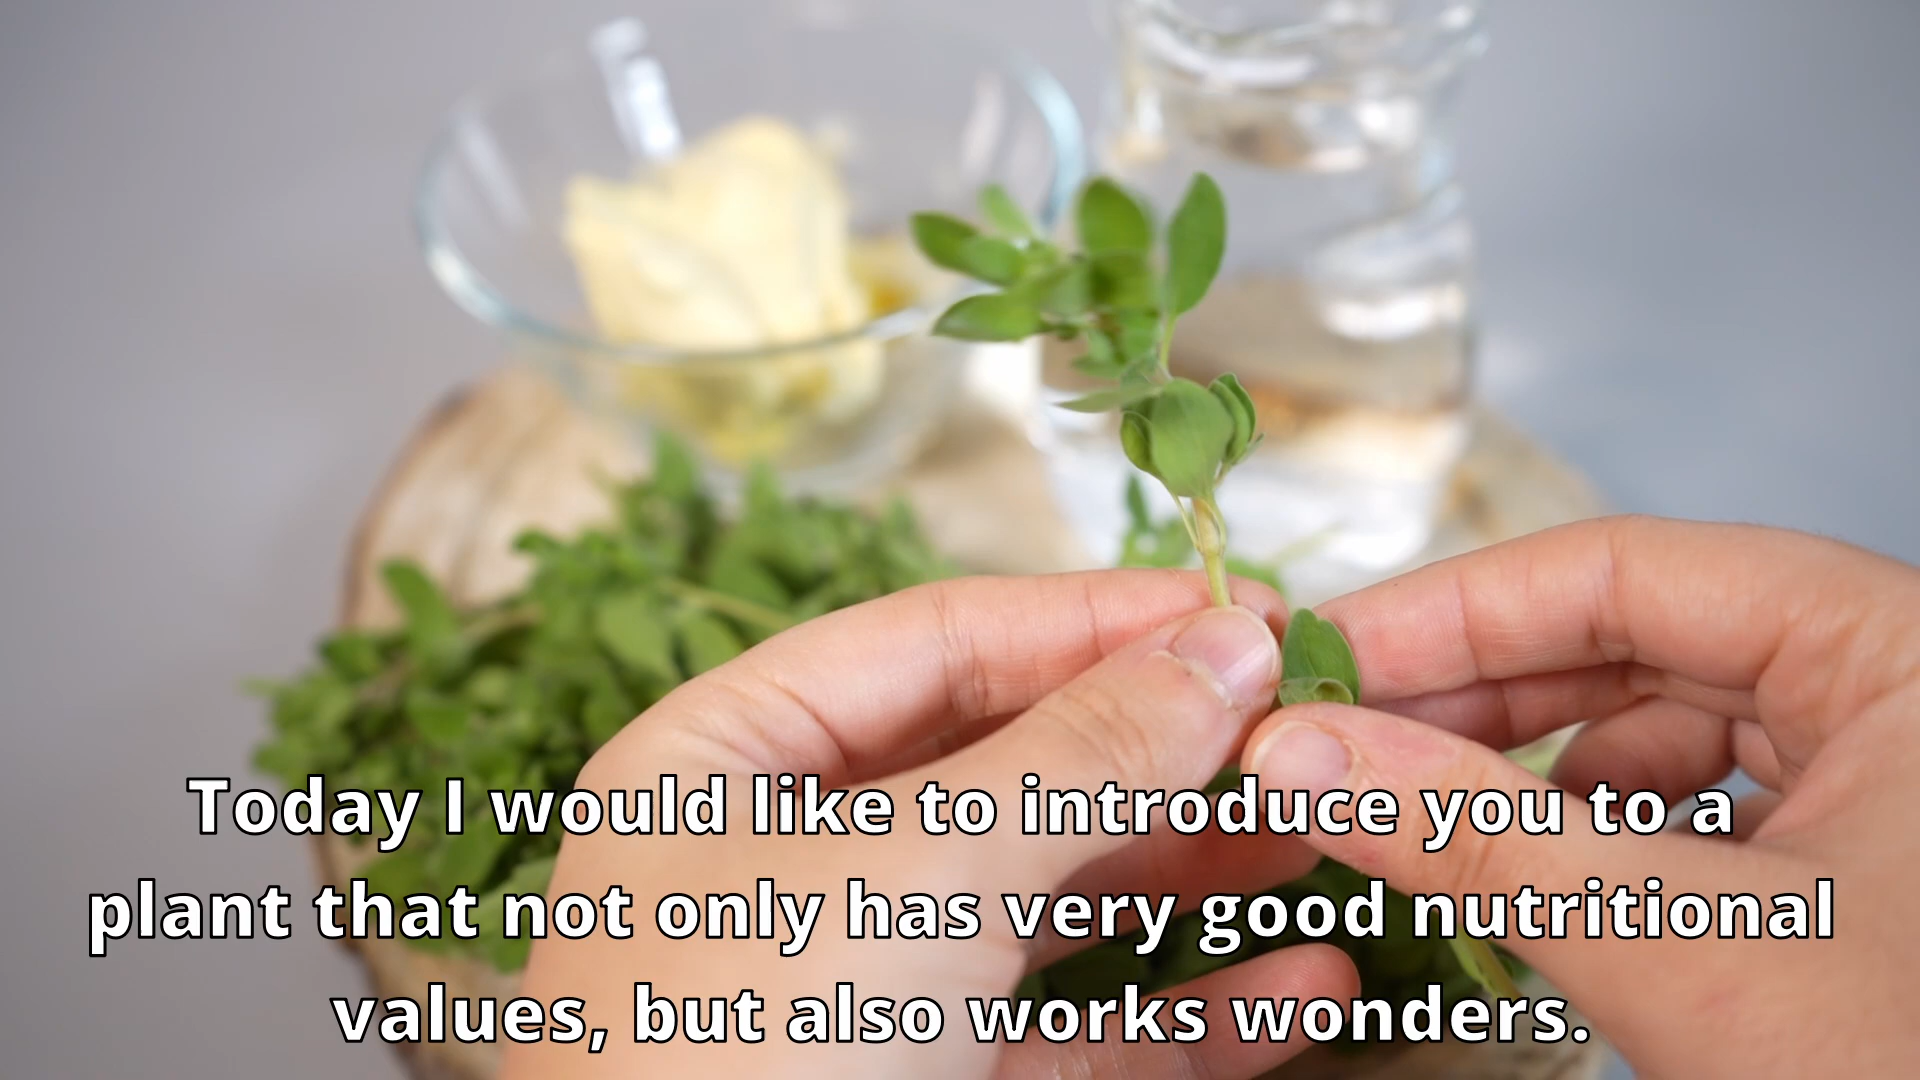 Today I would like to introduce you to a
plant that not only has very good nutritional
values, but also works wonders.